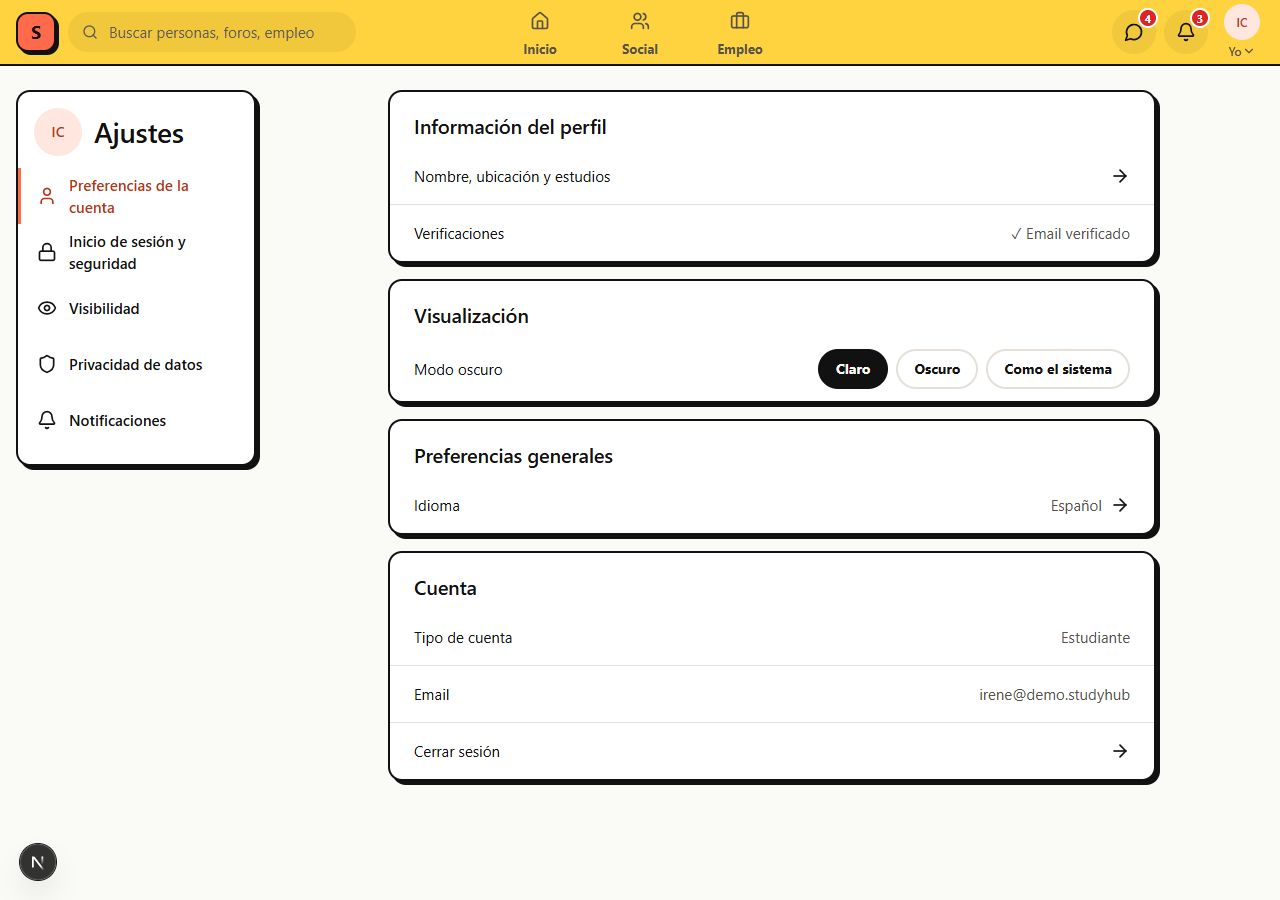 S
Buscar personas, foros, empleo
Inicio
Social
Empleo
4
3
IC
Yo
IC
Ajustes
Preferencias de la
cuenta
Inicio de sesión y
seguridad
Visibilidad
Privacidad de datos
Notificaciones
Información del perfil
Nombre, ubicación y estudios
Verificaciones
✓ Email verificado
Visualización
Modo oscuro
Claro
Oscuro
Como el sistema
Preferencias generales
Idioma
Español
Cuenta
Tipo de cuenta
Estudiante
Email
irene@demo.studyhub
Cerrar sesión
N